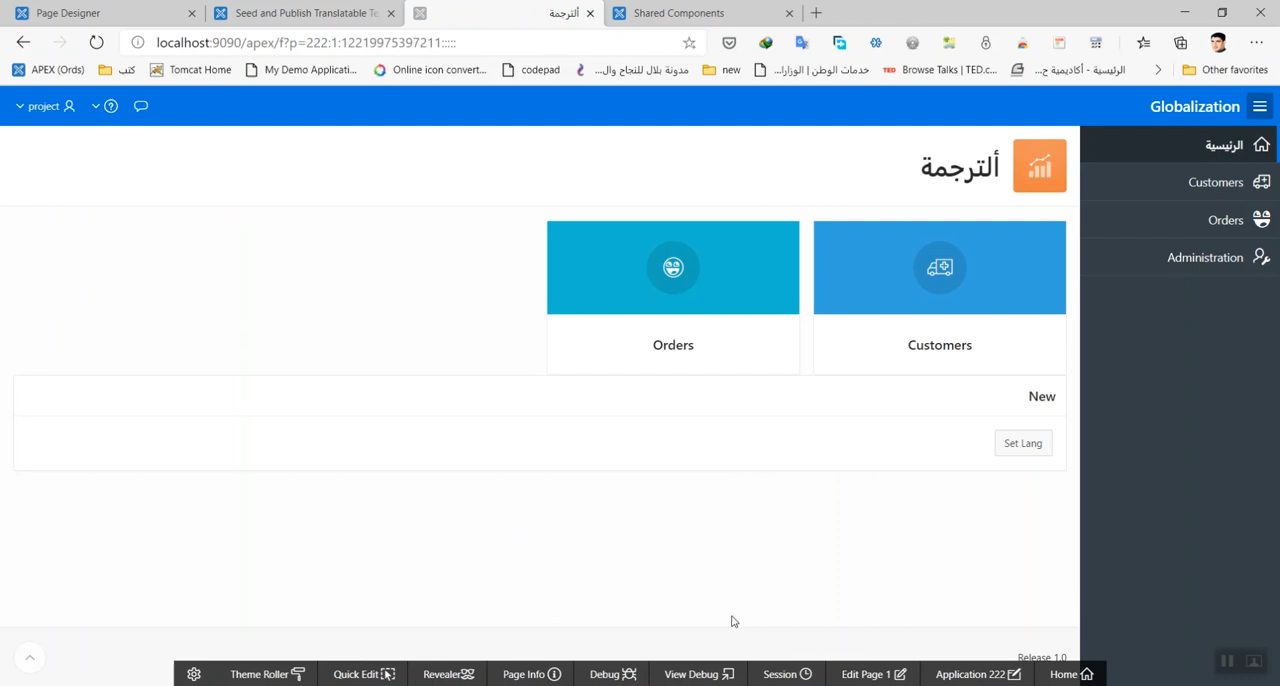 Page Designer
Seed and Publish Translatable Te
ألترجمة
Shared Components
localhost:9090/apex/f?p=222:1:12219975397211:::::
APEX (Ords)
كتب
Tomcat Home
My Demo Applicati...
Online icon convert...
codepad
مدونة بلال للنجاح وال...
new
خدمات الوطن | الوزارا...
TED
Browse Talks | TED.c...
الرئيسية - أكاديمية ح...
Other favorites
project
Globalization
الرئيسية
Customers
Orders
Administration
ألترجمة
Orders
Customers
New
Set Lang
Release 1.0
Theme Roller
Quick Edit
Revealer
Page Info
Debug
View Debug
Session
Edit Page 1
Application 222
Home